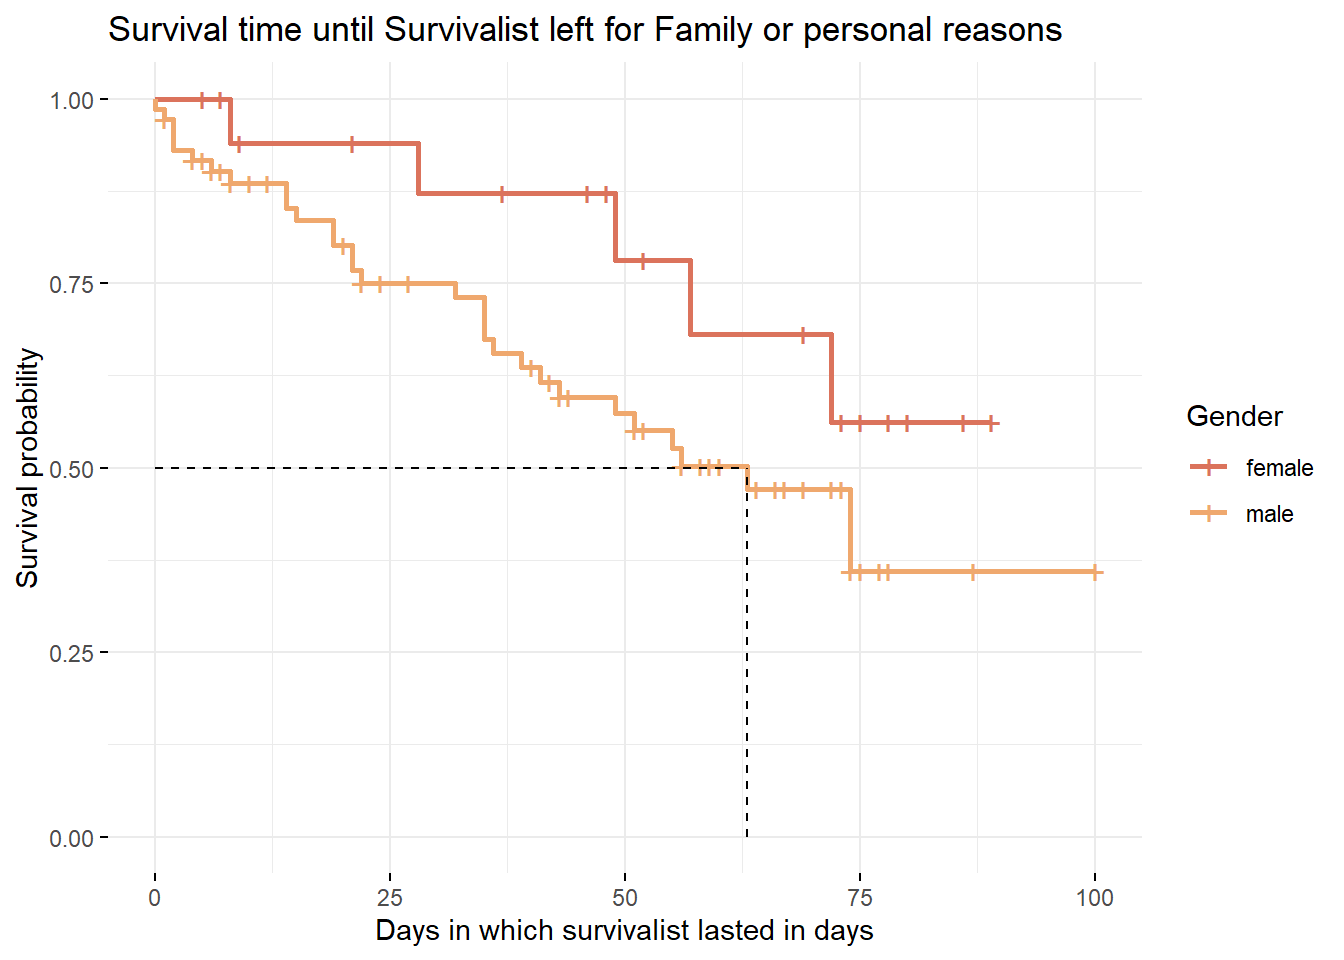 Survival time until Survivalist left for Family or personal reasons
1.00
0.75
0.50
0.25
0.00
Survival probability
0 25 50 75 100
Days in which survivalist lasted in days
Gender
female
male